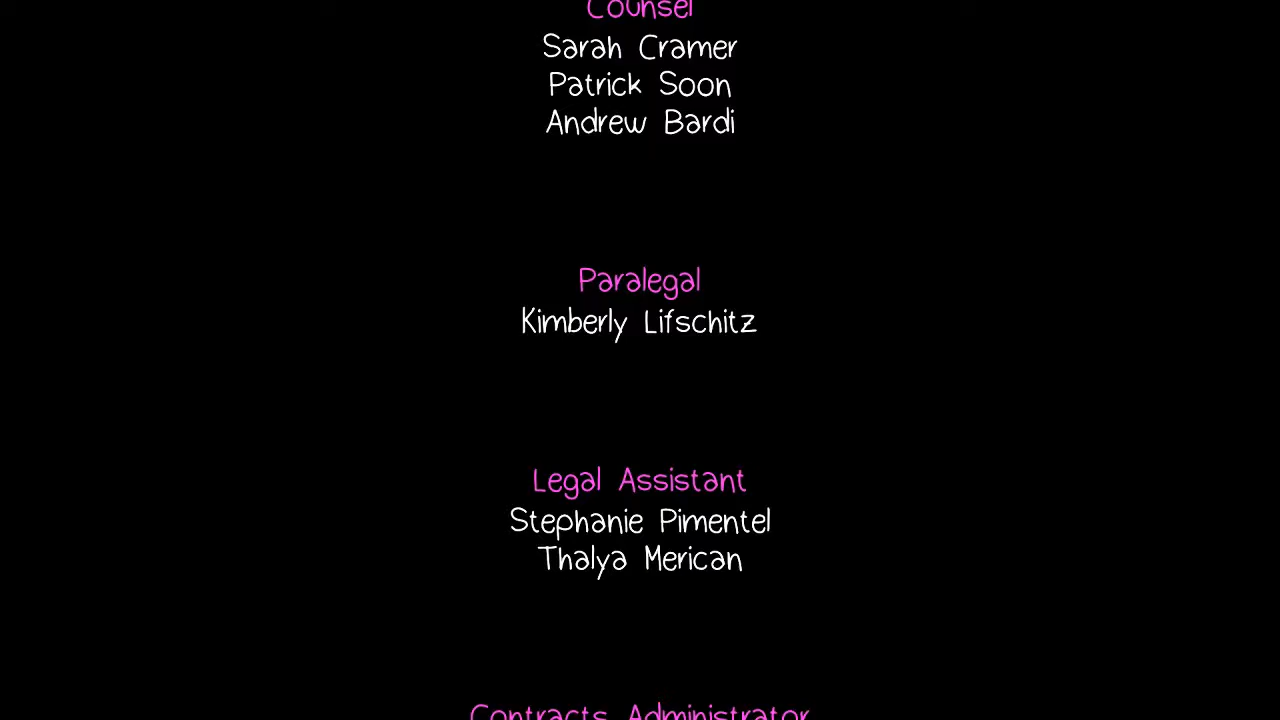 Counsel
Sarah Cramer
Patrick Soon
Andrew Bardi
Paralegal
Kimberly Lifschitz
Legal Assistant
Stephanie Pimentel
Thalya Merican
Contracts Administrator